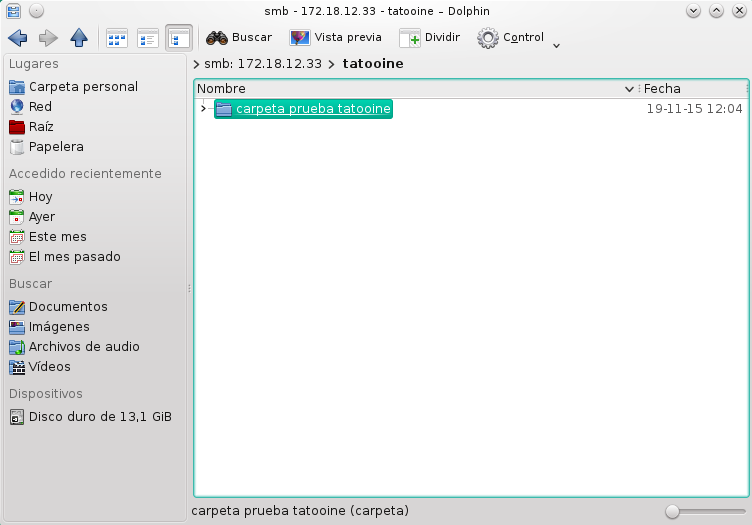 smb - 172.18.12.33 - tatooine – Dolphin
Buscar Vista previa Dividir Control
Lugares
Carpeta personal
Red
Raíz
Papelera
Accedido recientemente
Hoy
Ayer
Este mes
El mes pasado
Buscar
Documentos
Imágenes
Archivos de audio
Vídeos
Dispositivos
Disco duro de 13,1 GiB
smb: 172.18.12.33 > tatooine
Nombre Fecha
carpeta prueba tatooine 19-11-15 12:04
carpeta prueba tatooine (carpeta)